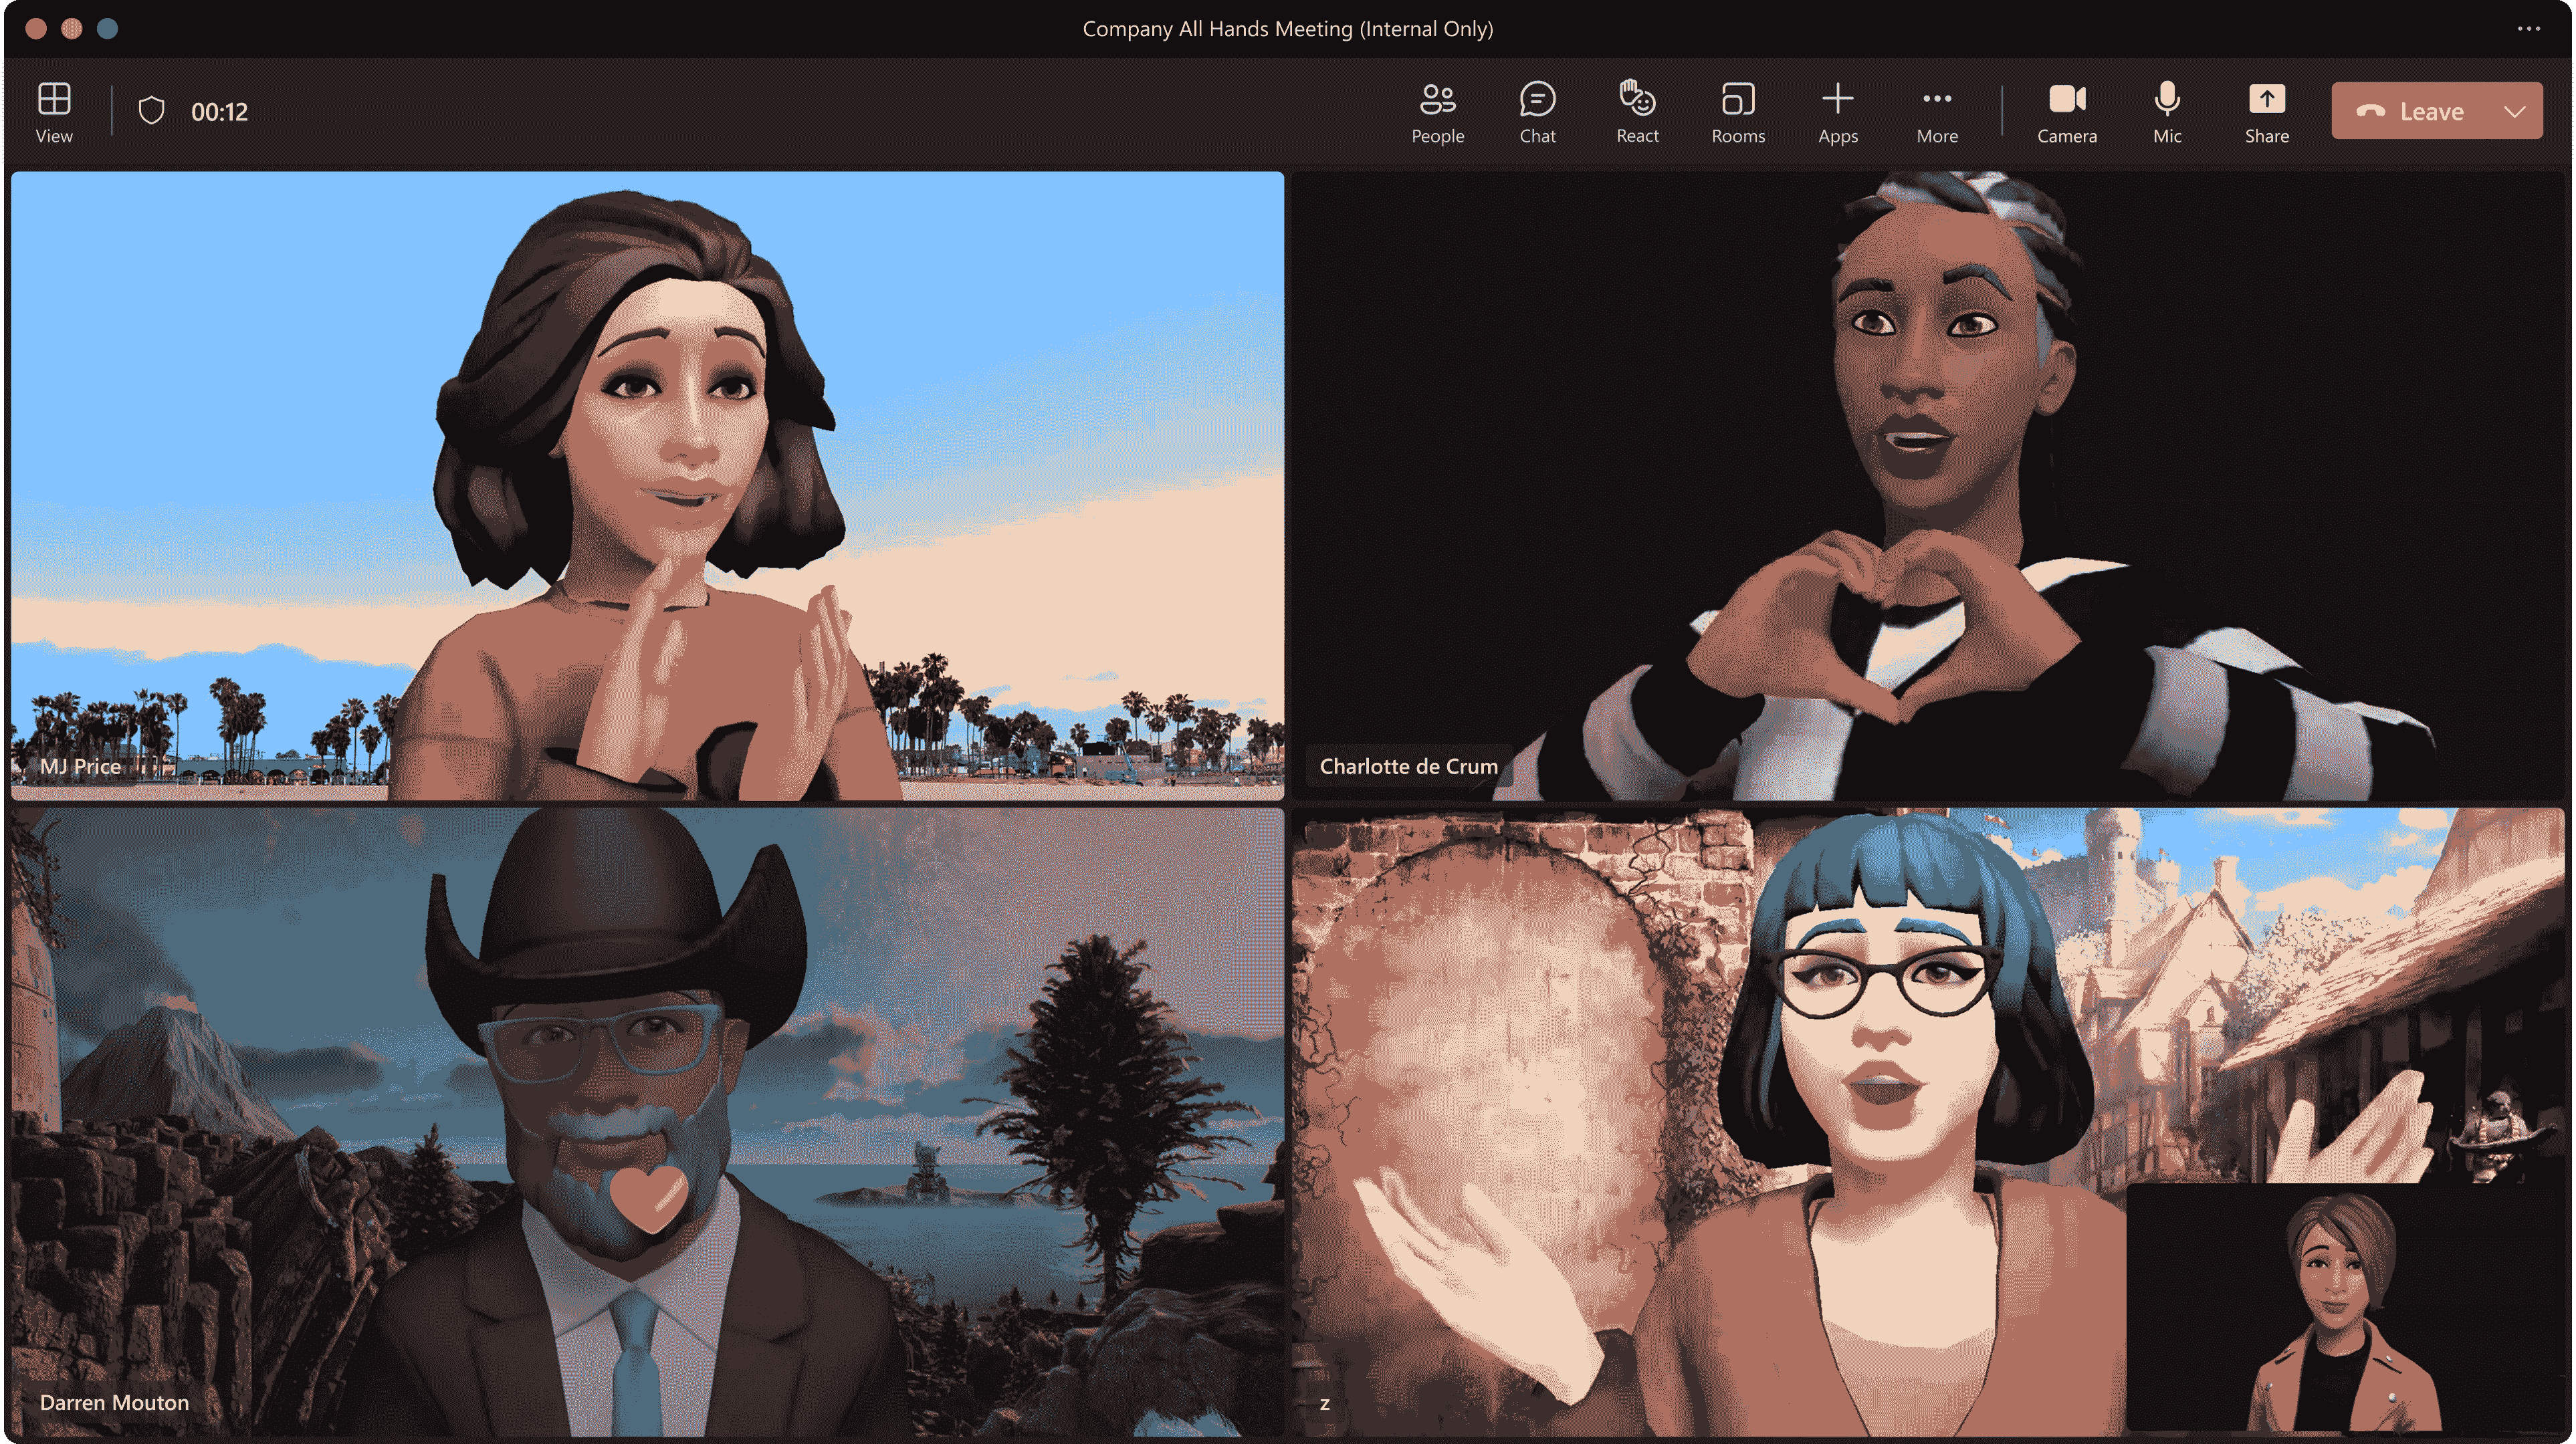 Company All Hands Meeting (Internal Only)
View
00:12
People
Chat
React
Rooms
Apps
More
Camera
Mic
Share
Leave
MJ Price
Charlotte de Crum
Darren Mouton
z